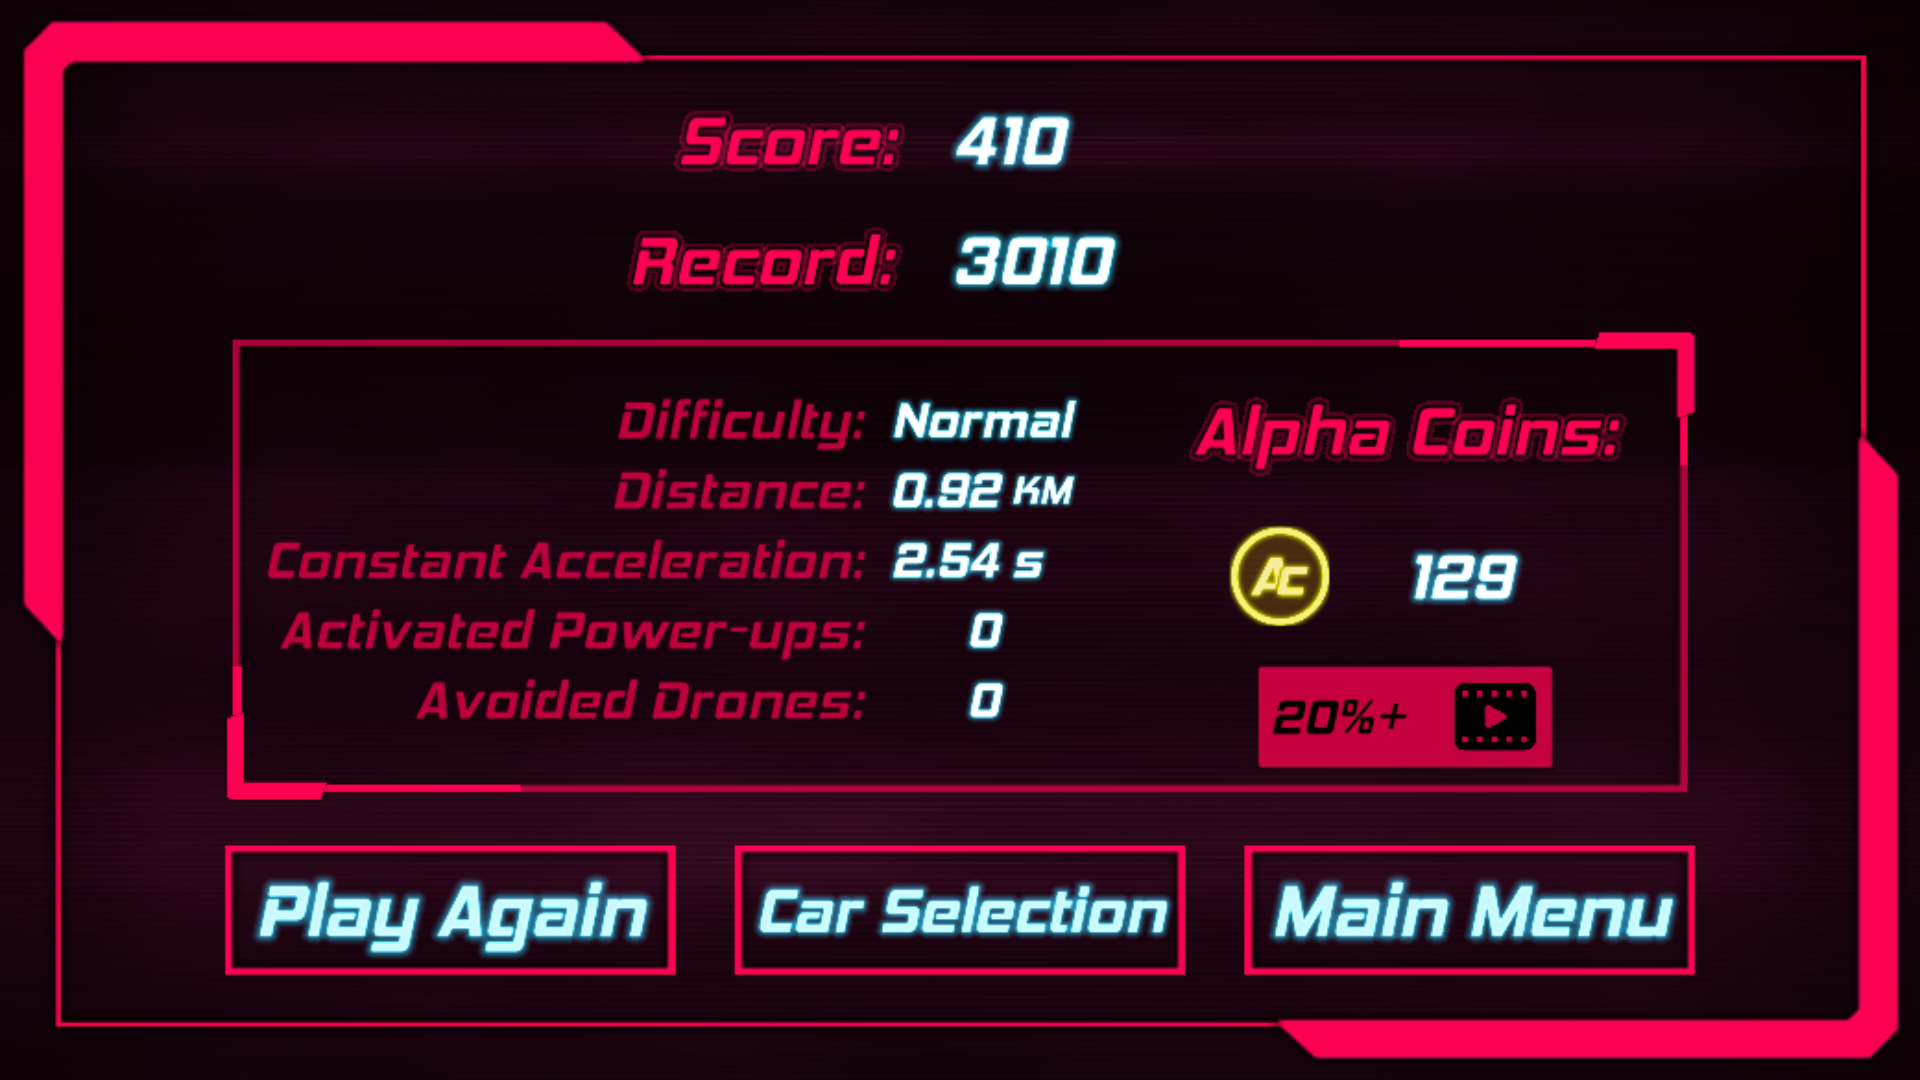 Score: 410
Record: 3010
Difficulty: Normal
Distance: 0.92 KM
Constant Acceleration: 2.54 s
Activated Power-ups: 0
Avoided Drones: 0
Alpha Coins:
AC 129
20%+
Play Again
Car Selection
Main Menu